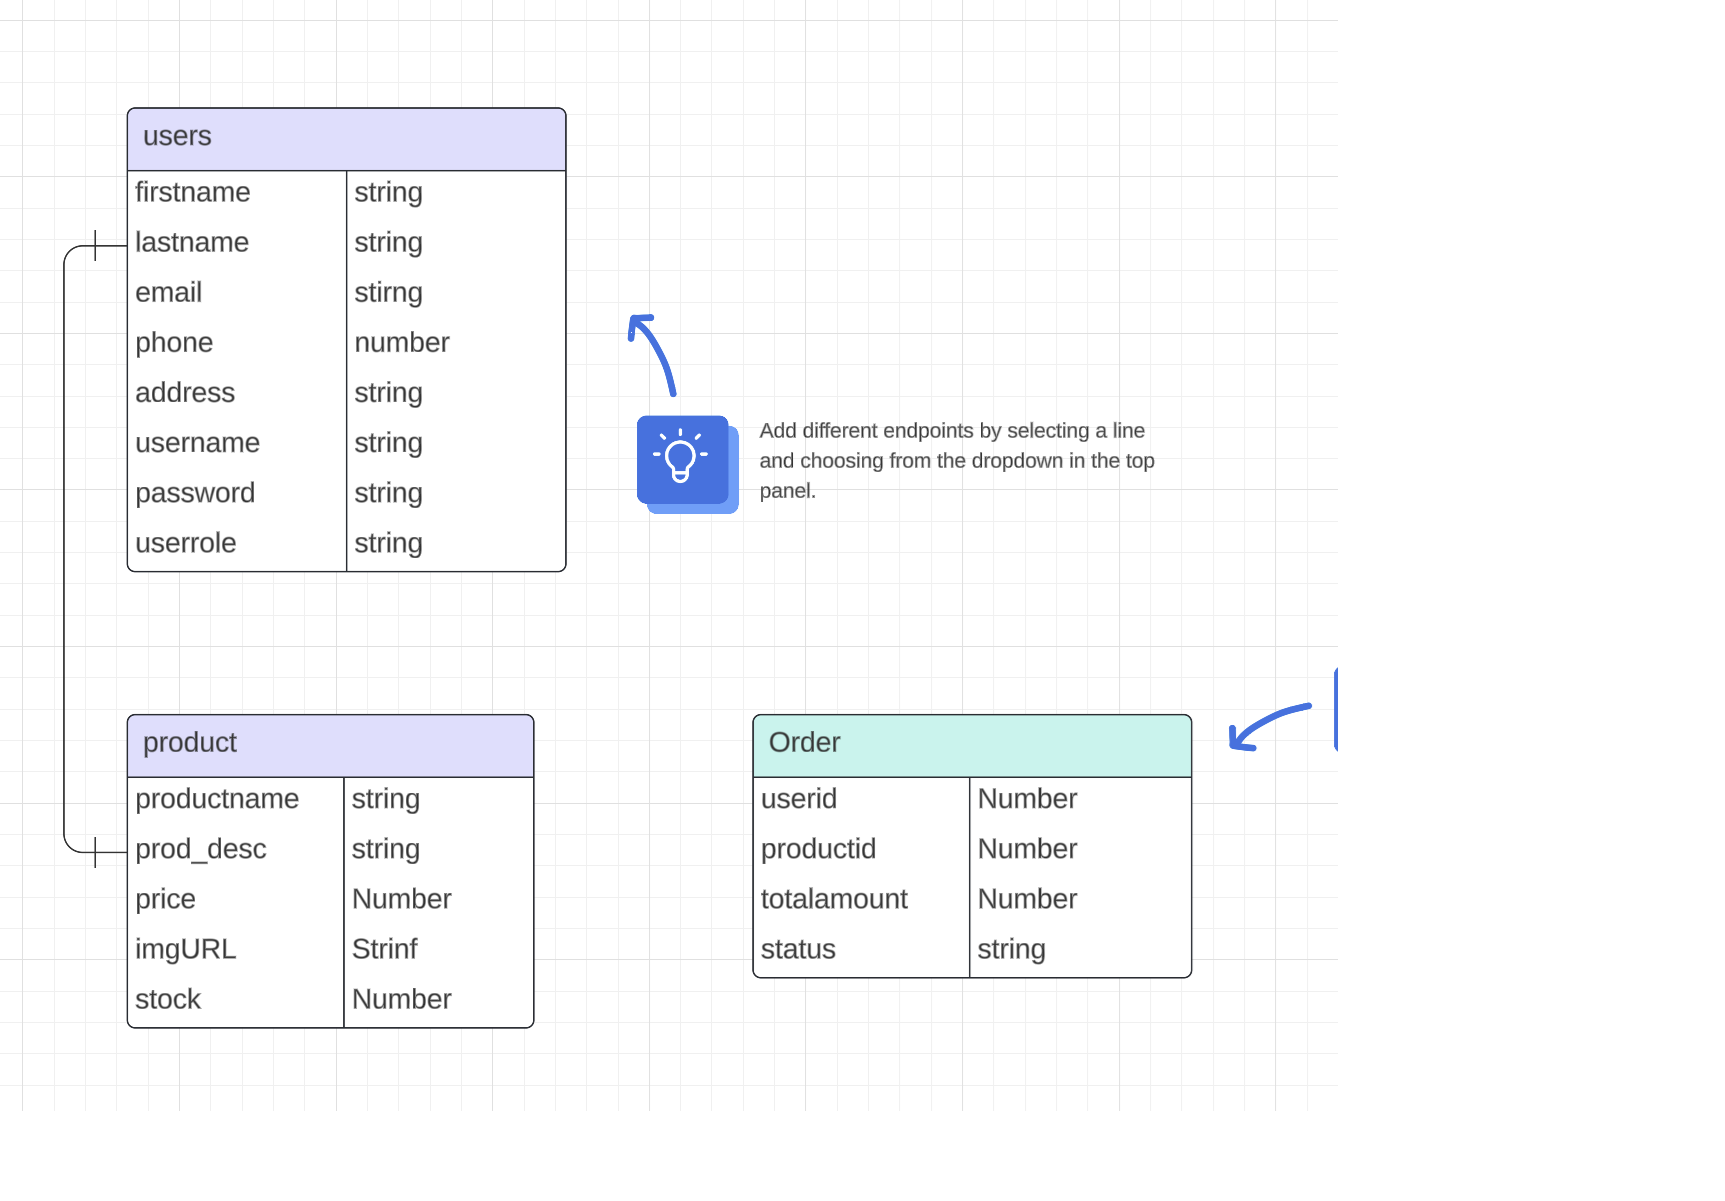 users
firstname string
lastname string
email stirng
phone number
address string
username string
password string
userrole string
Add different endpoints by selecting a line
and choosing from the dropdown in the top
panel.
product
productname string
prod_desc string
price Number
imgURL Strinf
stock Number
Order
userid Number
productid Number
totalamount Number
status string